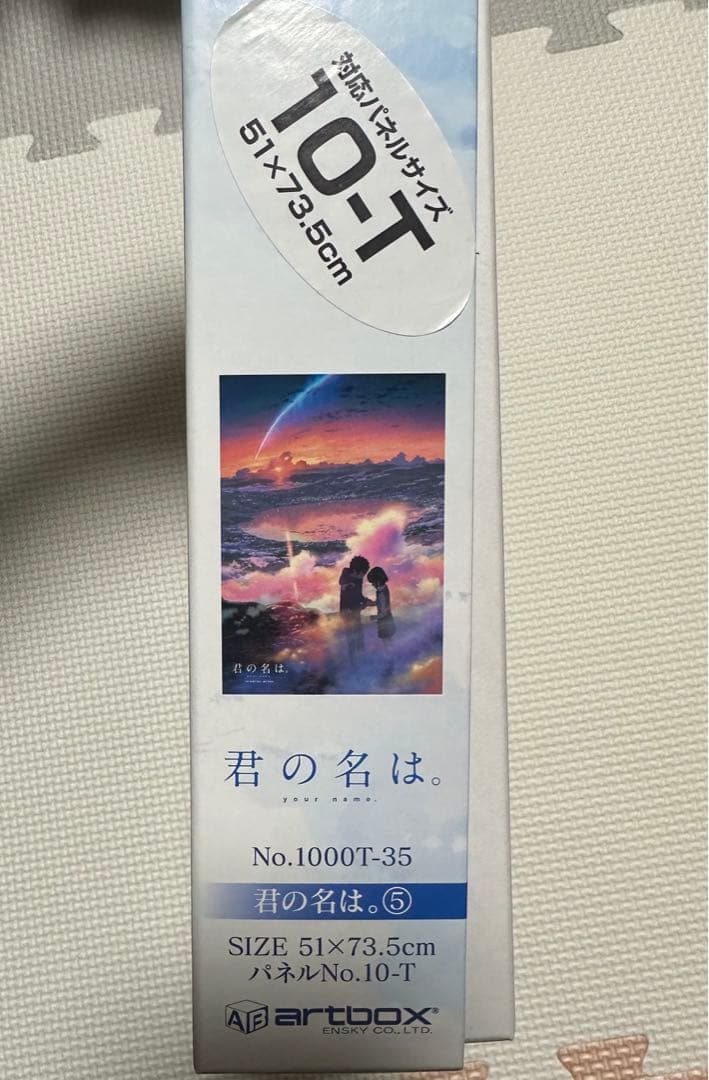 対応パネルサイズ
10-T
51×73.5cm
君の名は。
君の名は。
your name.
No.1000T-35
君の名は。⑤
SIZE 51×73.5cm
パネルNo.10-T
AB artbox®
ENSKY CO., LTD.